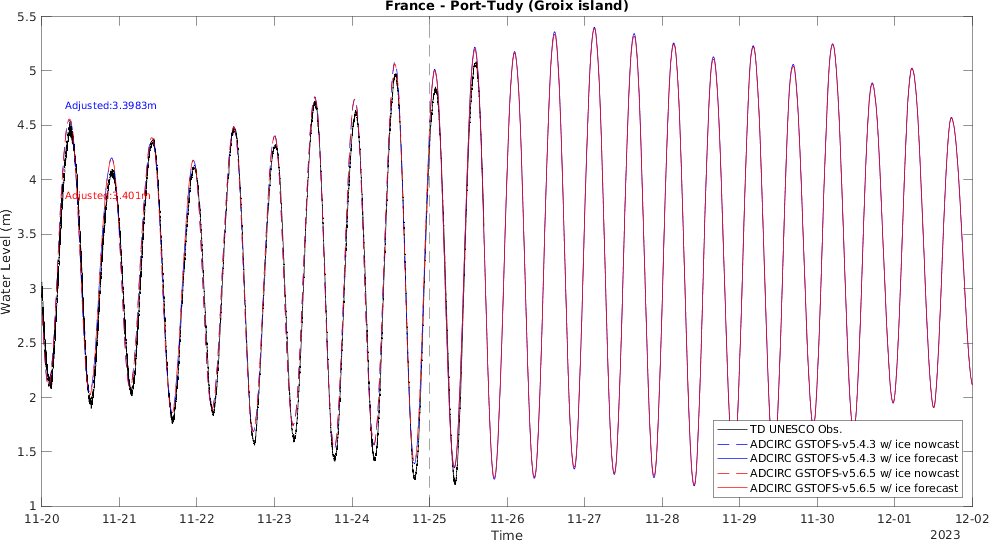 France - Port-Tudy (Groix island)
5.5
5
4.5
4
3.5
3
2.5
2
1.5
1
Water Level (m)
Adjusted:3.3983m
Adjusted:3.401m
TD UNESCO Obs.
ADCIRC GSTOFS-v5.4.3 w/ ice nowcast
ADCIRC GSTOFS-v5.4.3 w/ ice forecast
ADCIRC GSTOFS-v5.6.5 w/ ice nowcast
ADCIRC GSTOFS-v5.6.5 w/ ice forecast
11-20 11-21 11-22 11-23 11-24 11-25 11-26 11-27 11-28 11-29 11-30 12-01 12-02
Time
2023